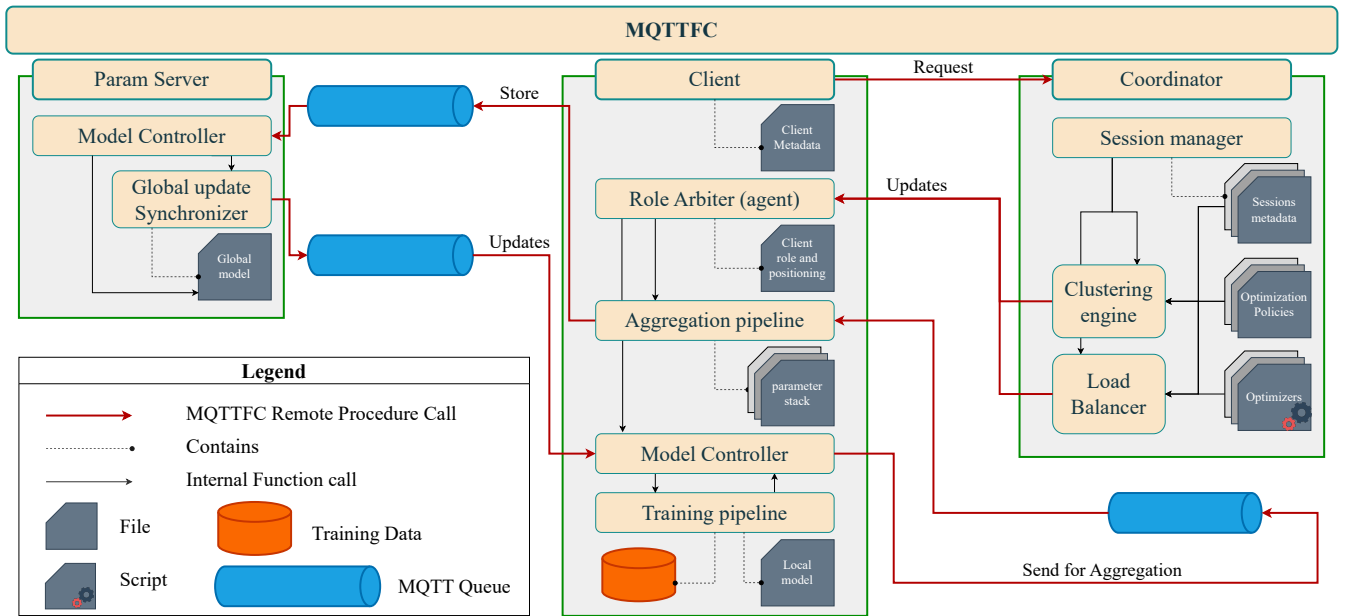 MQTTFC
Param Server
Model Controller
Global update
Synchronizer
Global
model
Store
Updates
Client
Client
Metadata
Role Arbiter (agent)
Client
role and
positioning
Aggregation pipeline
parameter
stack
Model Controller
Training pipeline
Local
model
Request
Updates
Coordinator
Session manager
Sessions
metadata
Clustering
engine
Optimization
Policies
Load
Balancer
Optimizers
Send for Aggregation
Legend
MQTTFC Remote Procedure Call
Contains
Internal Function call
File
Training Data
Script
MQTT Queue